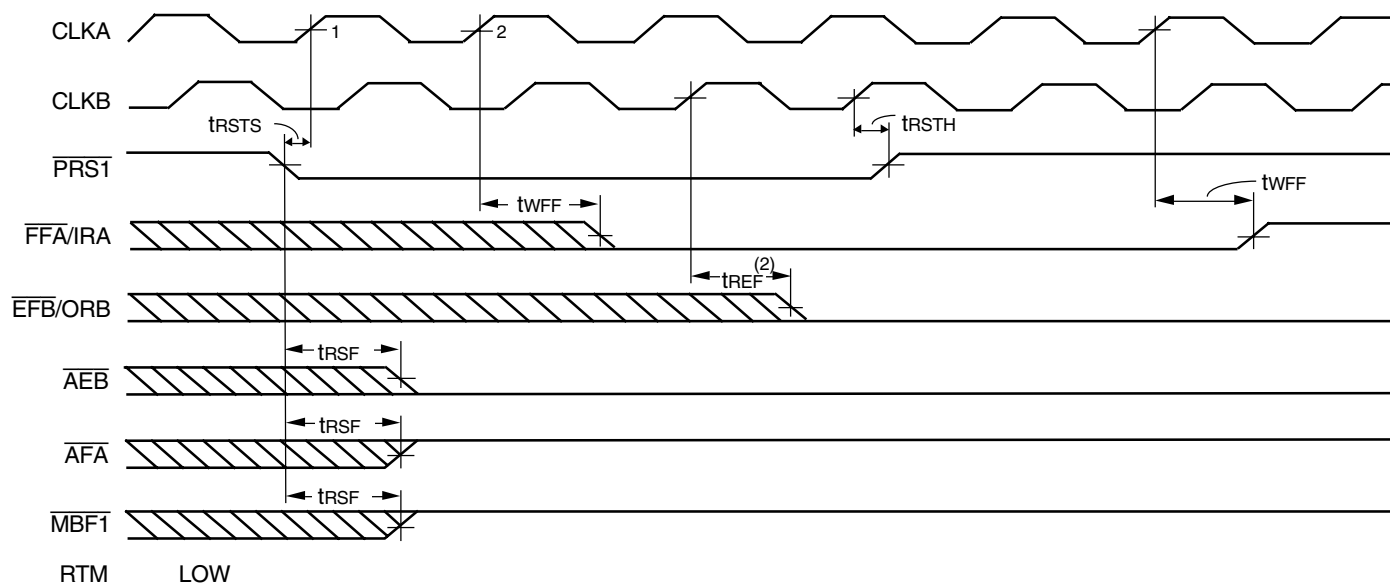 CLKA 1 2
CLKB
tRSTS tRSTH
PRS1
tWFF tWFF
FFA/IRA
tREF(2)
EFB/ORB
tRSF
AEB
tRSF
AFA
tRSF
MBF1
RTM LOW